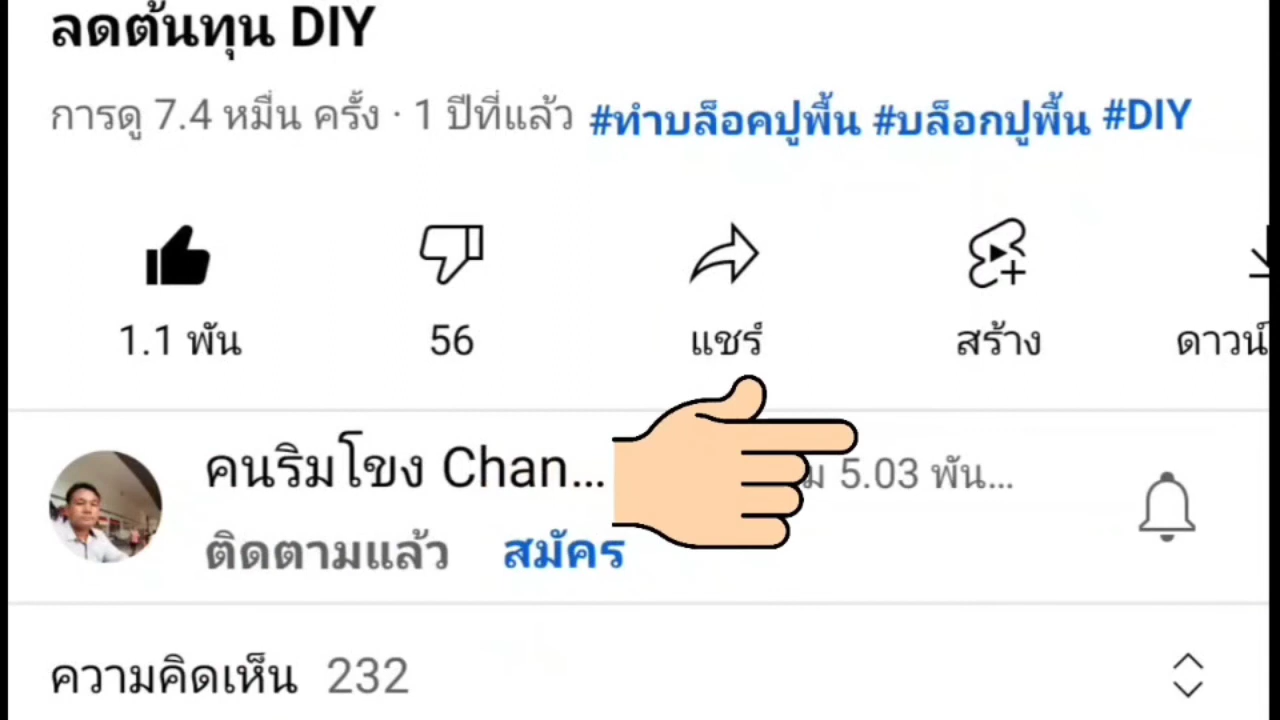 ลดต้นทุน DIY
การดู 7.4 หมื่น ครั้ง · 1 ปีที่แล้ว #ทำบล็อคปูพื้น #บล็อกปูพื้น #DIY
1.1 พัน 56 แชร์ สร้าง ดาวน์
คนริมโขง Chan... 5.03 พัน...
ติดตามแล้ว สมัคร
ความคิดเห็น 232